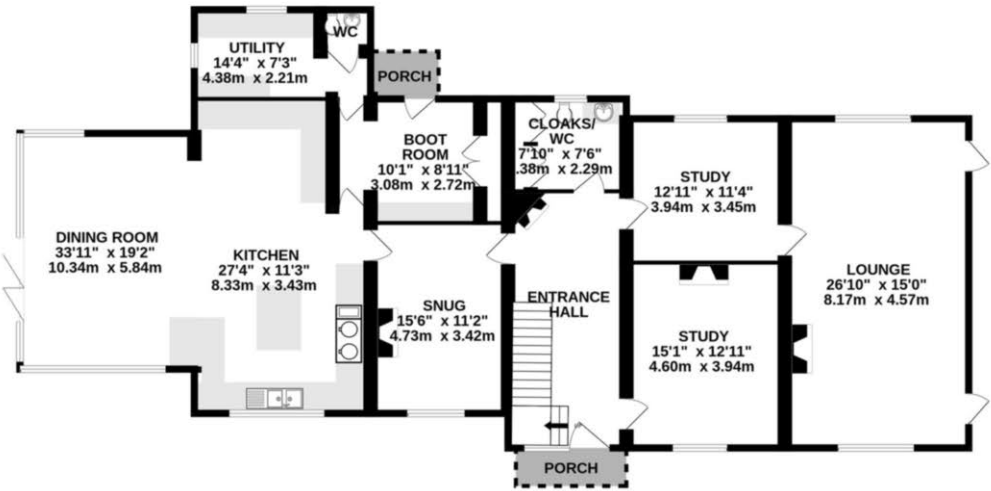 WC
UTILITY
14'4" x 7'3"
4.38m x 2.21m
PORCH
BOOT
ROOM
10'1" x 8'11"
3.08m x 2.72m
CLOAKS/
WC
7'10" x 7'6"
.38m x 2.29m
STUDY
12'11" x 11'4"
3.94m x 3.45m
DINING ROOM
33'11" x 19'2"
10.34m x 5.84m
KITCHEN
27'4" x 11'3"
8.33m x 3.43m
SNUG
15'6" x 11'2"
4.73m x 3.42m
ENTRANCE
HALL
STUDY
15'1" x 12'11"
4.60m x 3.94m
LOUNGE
26'10" x 15'0"
8.17m x 4.57m
PORCH